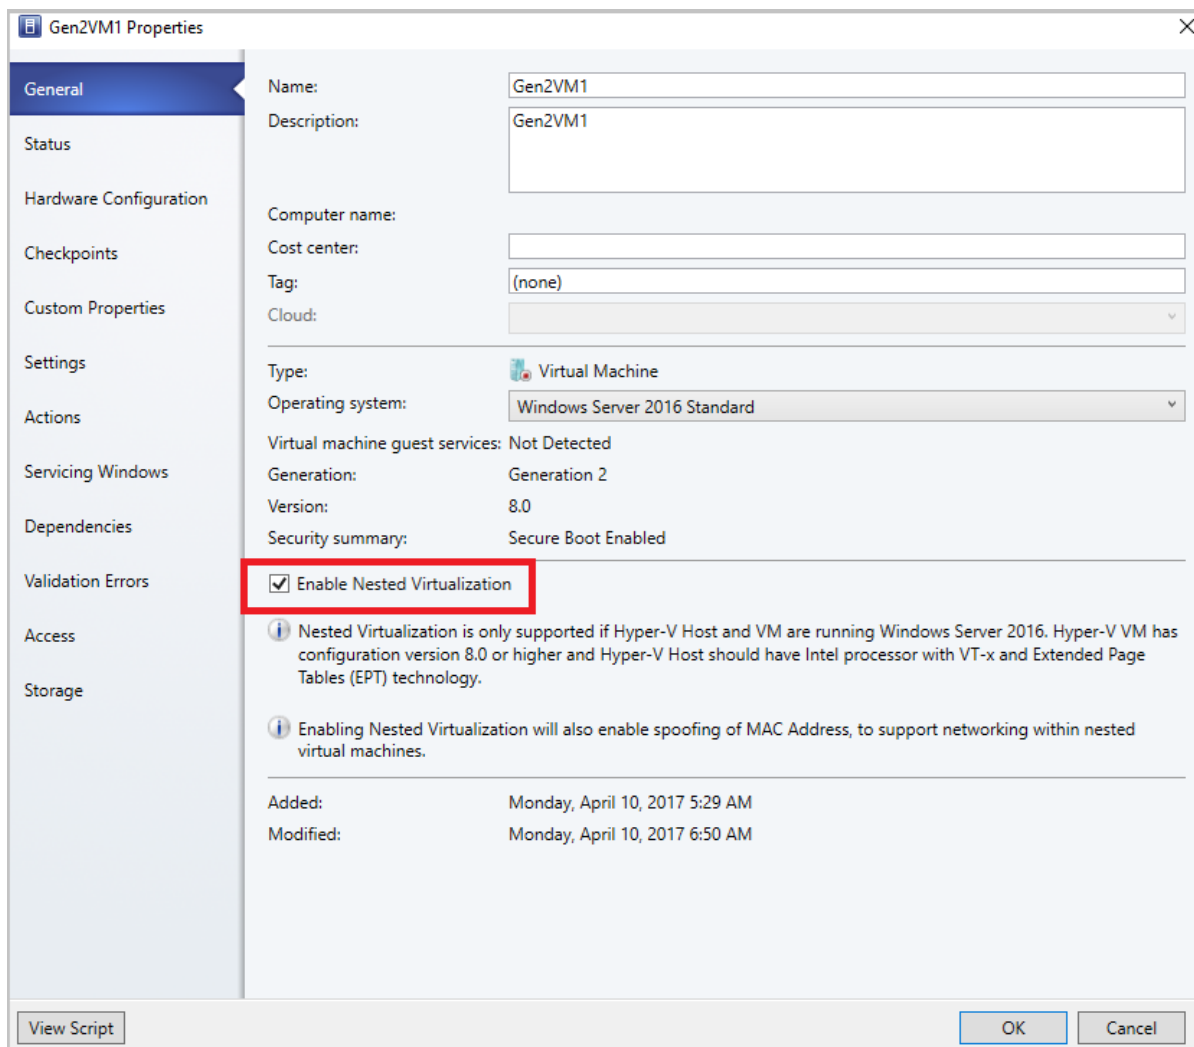 Gen2VM1 Properties
General
Status
Hardware Configuration
Checkpoints
Custom Properties
Settings
Actions
Servicing Windows
Dependencies
Validation Errors
Access
Storage
Name: Gen2VM1
Description: Gen2VM1
Computer name:
Cost center:
Tag: (none)
Cloud:
Type: Virtual Machine
Operating system: Windows Server 2016 Standard
Virtual machine guest services: Not Detected
Generation: Generation 2
Version: 8.0
Security summary: Secure Boot Enabled
Enable Nested Virtualization
Nested Virtualization is only supported if Hyper-V Host and VM are running Windows Server 2016. Hyper-V VM has
configuration version 8.0 or higher and Hyper-V Host should have Intel processor with VT-x and Extended Page
Tables (EPT) technology.
Enabling Nested Virtualization will also enable spoofing of MAC Address, to support networking within nested
virtual machines.
Added: Monday, April 10, 2017 5:29 AM
Modified: Monday, April 10, 2017 6:50 AM
View Script
OK
Cancel